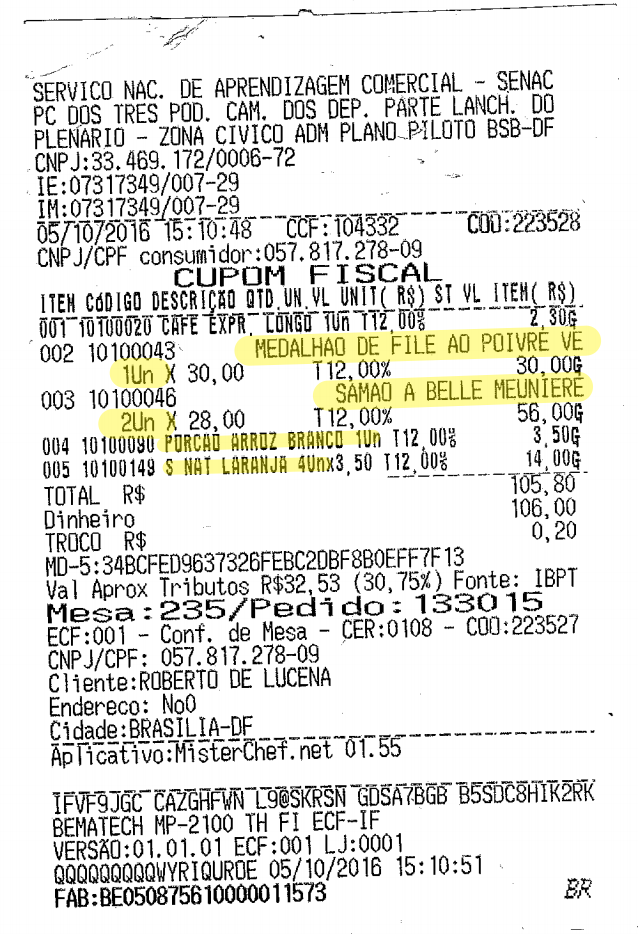 SERVICO NAC. DE APRENDIZAGEM COMERCIAL - SENAC
PC DOS TRES POD. CAM. DOS DEP. PARTE LANCH. DO
PLENARIO - ZONA CIVICO ADM PLANO PILOTO BSB-DF
CNPJ:33.469.172/0006-72
IE:07317349/007-29
IM:07317349/007-29
05/10/2016 15:10:48 CCF:104332 COO:223528
CNPJ/CPF consumidor:057.817.278-09
CUPOM FISCAL
ITEM CÓDIGO DESCRIÇÃO QTD.UN.VL UNIT( R$) ST VL ITEM( R$)
001 10100020 CAFE EXPR. LONGO 1Un T12,00% 2,30G
002 10100043 MEDALHAO DE FILE AO POIVRE VE
1Un X 30,00 T12,00% 30,00G
003 10100046 SAMAO A BELLE MEUNIERE
2Un X 28,00 T12,00% 56,00G
004 10100090 PORCAO ARROZ BRANCO 1Un T12,00% 3,50G
005 10100149 S NAT LARANJA 4Unx3,50 T12,00% 14,00G
TOTAL R$ 105,80
Dinheiro 106,00
TROCO R$ 0,20
MD-5:34BCFED9637326FEBC2DBF8B0EFF7F13
Val Aprox Tributos R$32,53 (30,75%) Fonte: IBPT
Mesa:235/Pedido:133015
ECF:001 - Conf. de Mesa - CER:0108 - COO:223527
CNPJ/CPF: 057.817.278-09
Cliente:ROBERTO DE LUCENA
Endereco: No0
Cidade:BRASILIA-DF
Aplicativo:MisterChef.net 01.55
IFVF9JGC CAZGHFWN L9@SKRSN GDSA7BGB B5SDC8HIK2RK
BEMATECH MP-2100 TH FI ECF-IF
VERSÃO:01.01.01 ECF:001 LJ:0001
QQQQQQQQQWYRIQUROE 05/10/2016 15:10:51
FAB:BE050875610000011573
BR